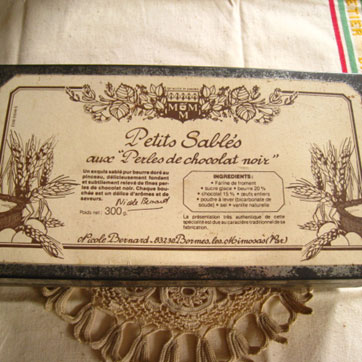 MOM
Petits Sablés
aux "Perles de chocolat noir"
Un exquis sablé pur beurre doré au
pinceau, délicieusement fondant
et subtilement relevé de fines per-
les de chocolat noir. Chaque bou-
chée est un délice d'arômes et de
saveurs.
Nicole Bernard
Poids net : 300g
INGRÉDIENTS:
• Farine de froment
• sucre glace • beurre 20 %
• chocolat 15 % • œufs entiers
• poudre à lever (bicarbonate de
soude) • sel • vanille naturelle
La présentation très authentique de cette
spécialité est due au caractère traditionnel de la
fabrication.
Nicole Bernard - 83230 Bormes les Mimosas (Var)